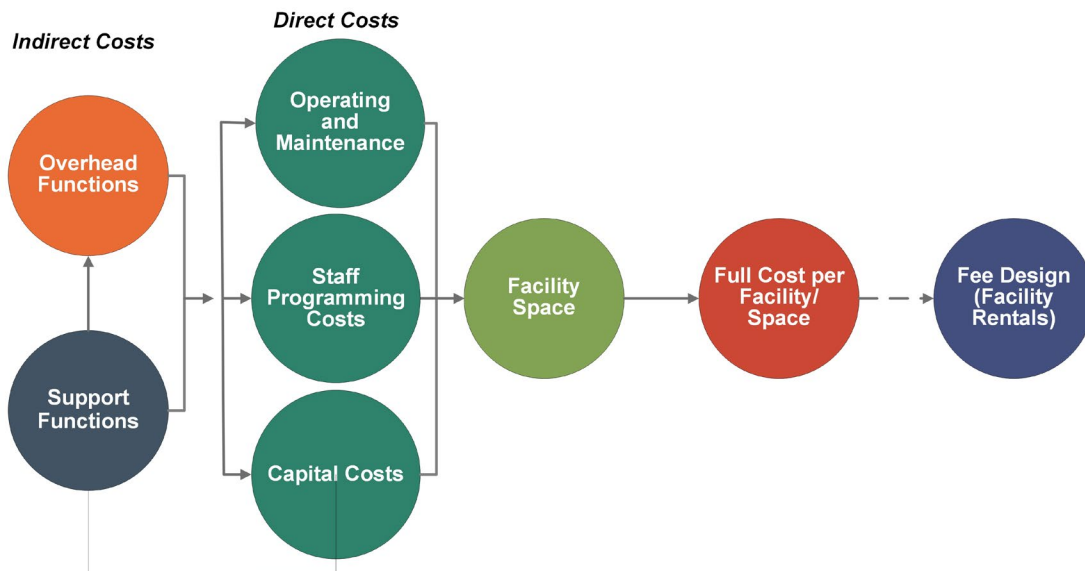 Indirect Costs
Direct Costs
Overhead
Functions
Support
Functions
Operating
and
Maintenance
Staff
Programming
Costs
Capital Costs
Facility
Space
Full Cost per
Facility/
Space
Fee Design
(Facility
Rentals)